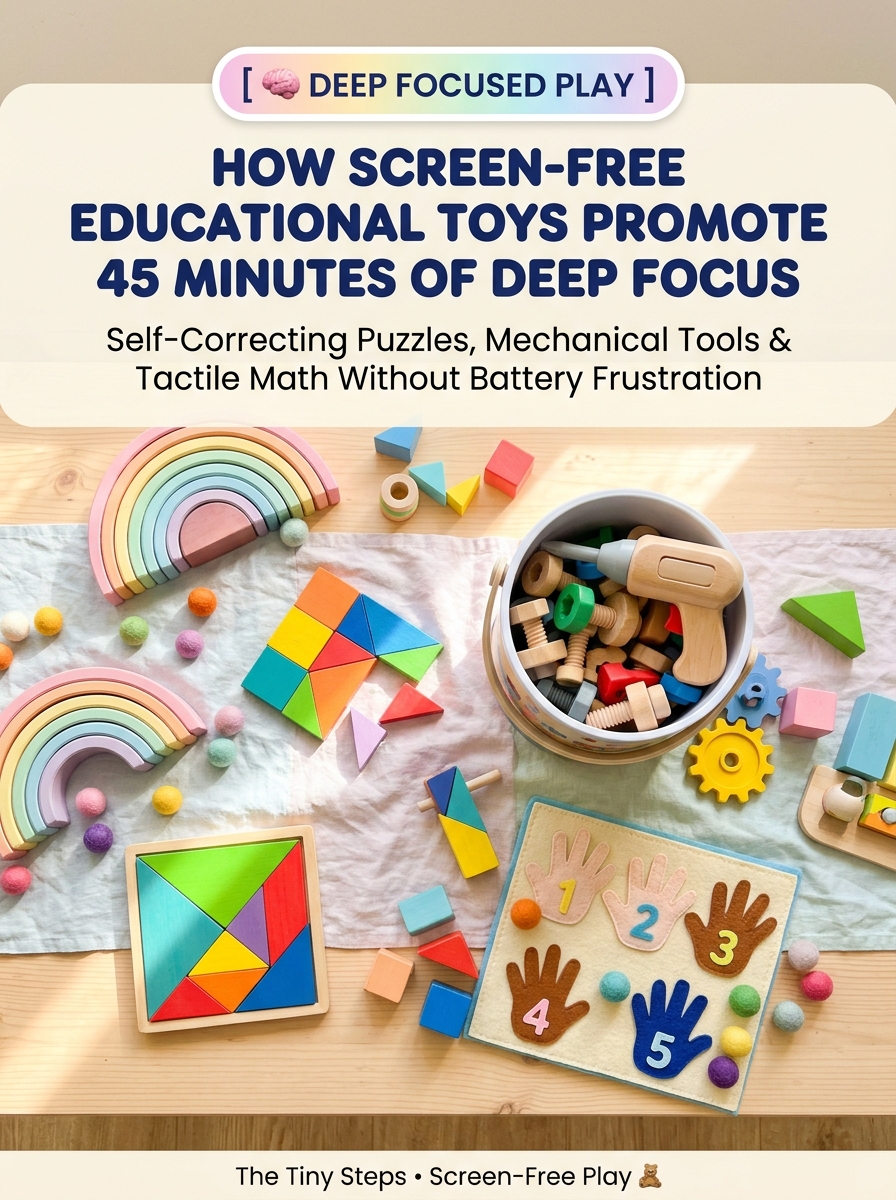 [ 🧠 DEEP FOCUSED PLAY ]
HOW SCREEN-FREE
EDUCATIONAL TOYS PROMOTE
45 MINUTES OF DEEP FOCUS
Self-Correcting Puzzles, Mechanical Tools &
Tactile Math Without Battery Frustration
1
2
3
4
5
The Tiny Steps • Screen-Free Play 🧸